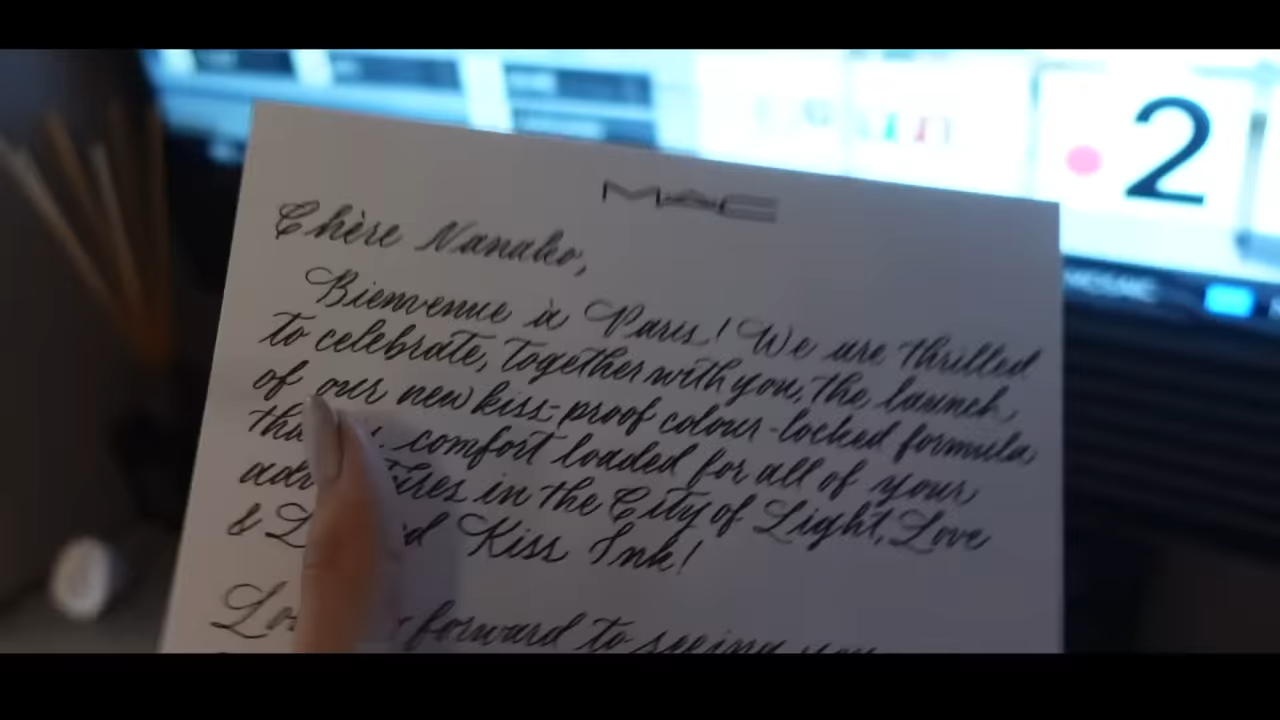 2
MAC
Chère Nanako,
Bienvenue à Paris! We are thrilled
to celebrate, together with you, the launch
of our new kiss-proof colour-locked formula
comfort loaded for all of your
in the City of Light, Love
& Kiss Ink!
forward to seeing you